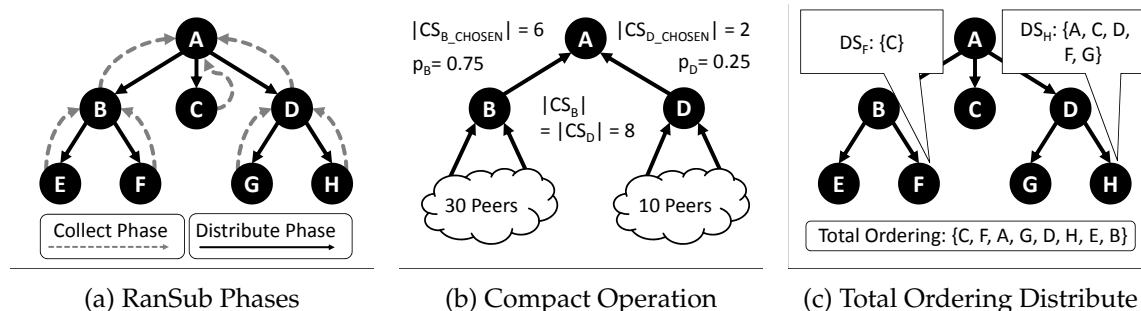 A
B
C
D
E
F
G
H
Collect Phase
Distribute Phase
(a) RanSub Phases
|CS_B_CHOSEN| = 6
p_B= 0.75
A
|CS_D_CHOSEN| = 2
p_D= 0.25
B
|CS_B|
= |CS_D| = 8
D
30 Peers
10 Peers
(b) Compact Operation
DS_F: {C}
A
DS_H: {A, C, D,
F, G}
B
C
D
E
F
G
H
Total Ordering: {C, F, A, G, D, H, E, B}
(c) Total Ordering Distribute